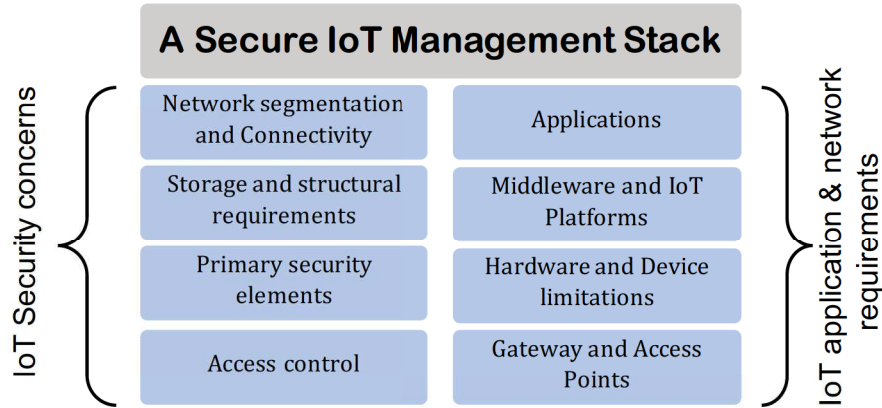 A Secure IoT Management Stack
IoT Security concerns
Network segmentation
and Connectivity
Storage and structural
requirements
Primary security
elements
Access control
Applications
Middleware and IoT
Platforms
Hardware and Device
limitations
Gateway and Access
Points
IoT application & network
requirements